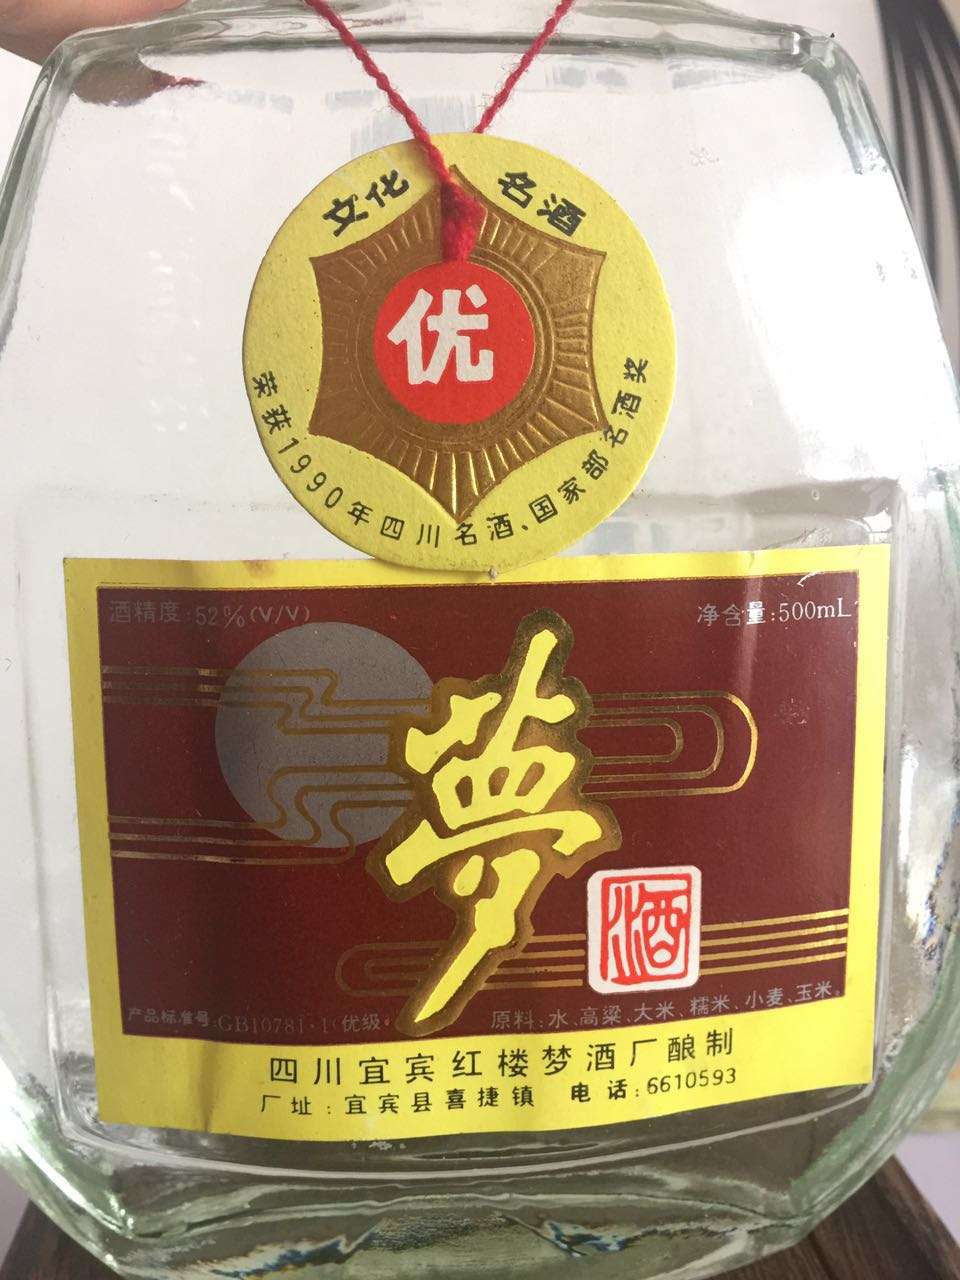 文化 名酒
优
荣获1990年四川名酒、国家部名酒奖
酒精度:52%(V/V)
净含量:500mL
夢
酒
产品标准号:GB10781·1(优级)
原料:水、高粱、大米、糯米、小麦、玉米。
四川宜宾红楼梦酒厂酿制
厂址:宜宾县喜捷镇 电话:6610593